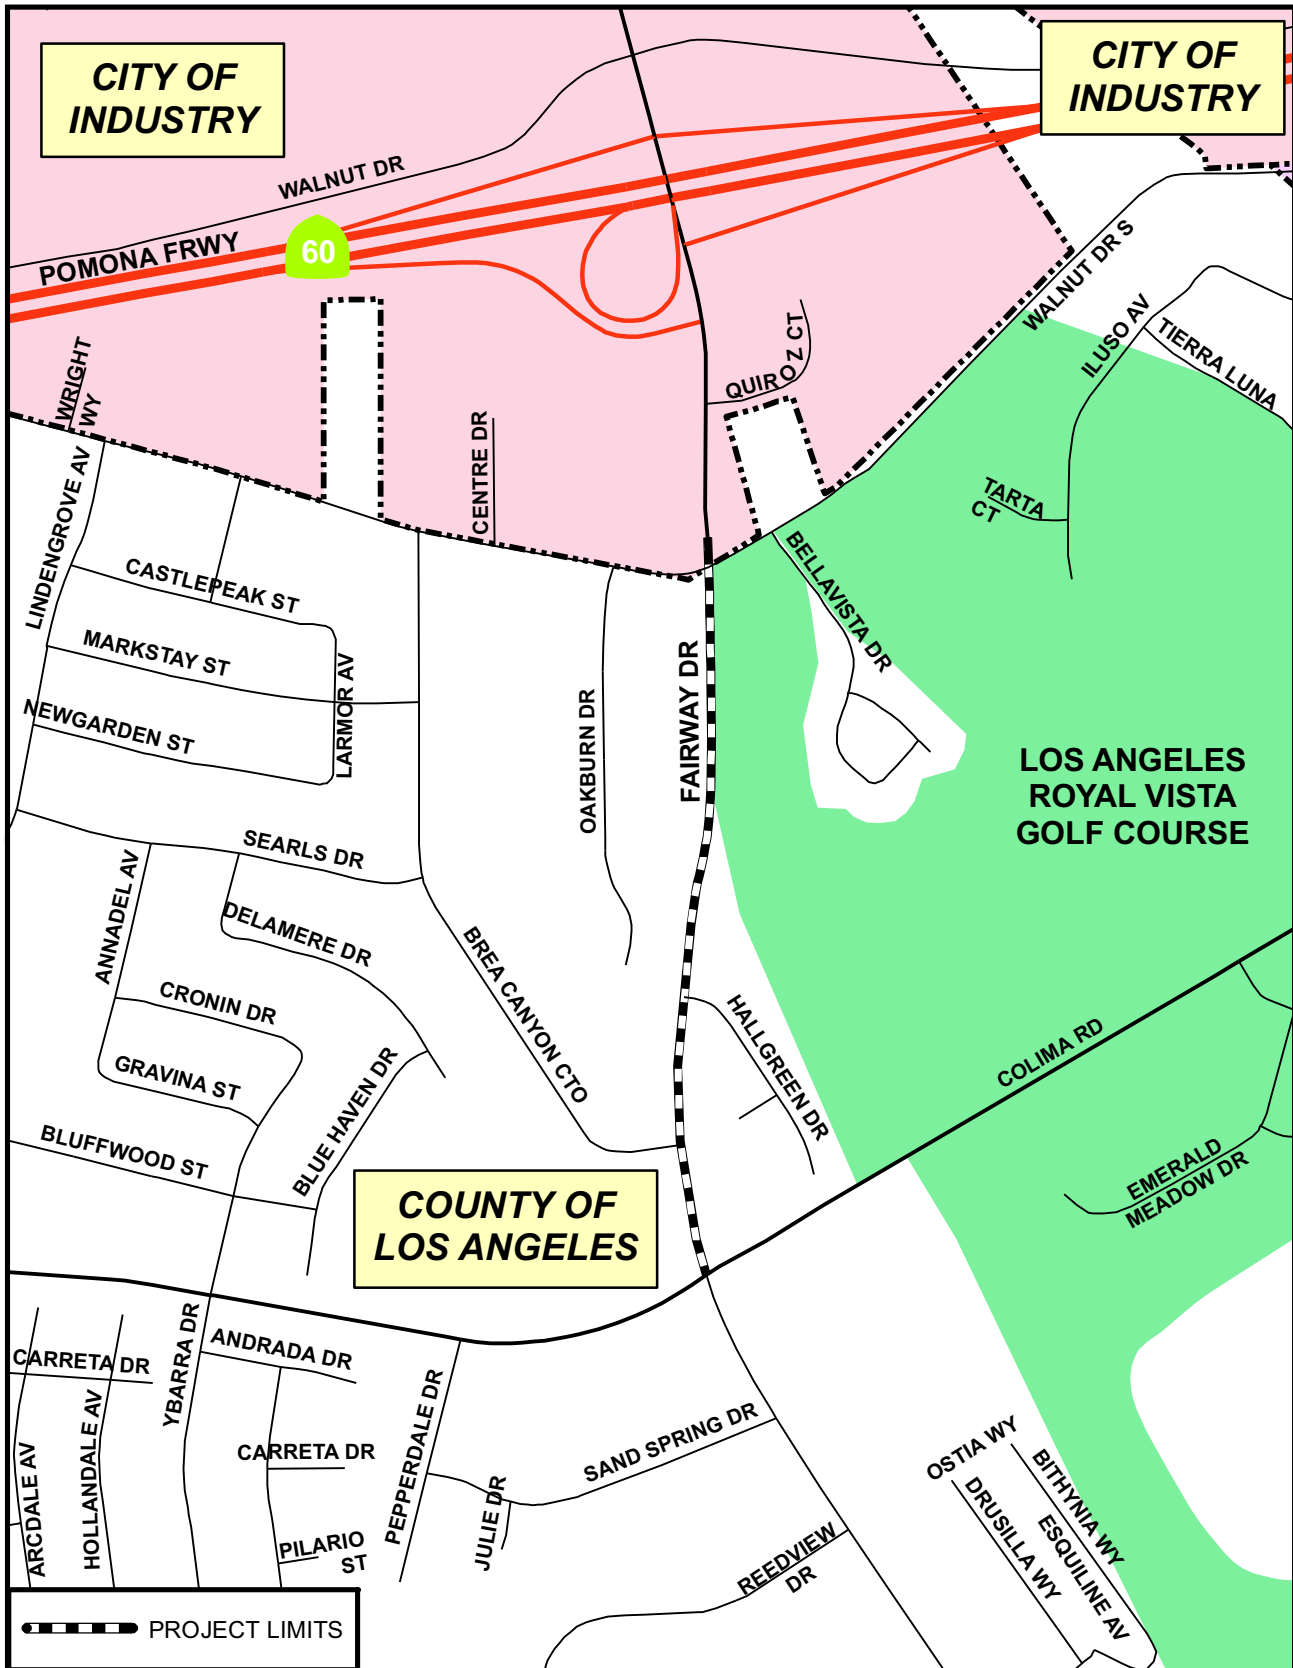 CITY OF
INDUSTRY
CITY OF
INDUSTRY
WALNUT DR
POMONA FRWY
60
WALNUT DR S
ILUSO AV
TIERRA LUNA
WRIGHT
WY
QUIROZ CT
CENTRE DR
LINDENGROVE AV
TARTA
CT
BELLAVISTA DR
CASTLEPEAK ST
MARKSTAY ST
LARMOR AV
NEWGARDEN ST
OAKBURN DR
FAIRWAY DR
LOS ANGELES
ROYAL VISTA
GOLF COURSE
SEARLS DR
ANNADEL AV
DELAMERE DR
BREA CANYON CTO
CRONIN DR
HALLGREEN DR
COLIMA RD
GRAVINA ST
BLUE HAVEN DR
BLUFFWOOD ST
EMERALD
MEADOW DR
COUNTY OF
LOS ANGELES
YBARRA DR
ANDRADA DR
CARRETA DR
PEPPERDALE DR
HOLLANDALE AV
ARCDALE AV
CARRETA DR
SAND SPRING DR
OSTIA WY
BITHYNIA WY
DRUSILLA WY
ESQUILINE AV
JULIE DR
PILARIO
ST
REEDVIEW
DR
PROJECT LIMITS